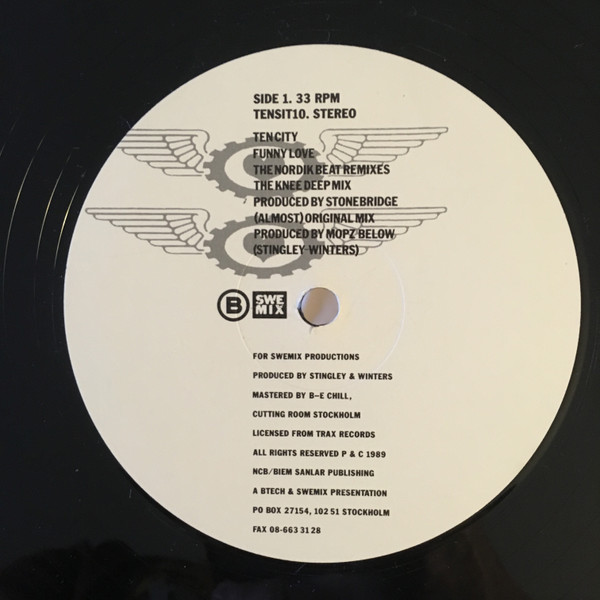 SIDE 1. 33 RPM
TENSIT10. STEREO
TEN CITY
FUNNY LOVE
THE NORDIK BEAT REMIXES
THE KNEE DEEP MIX
PRODUCED BY STONEBRIDGE
(ALMOST) ORIGINAL MIX
PRODUCED BY MOPZ BELOW
(STINGLEY-WINTERS)
B SWE
MIX
FOR SWEMIX PRODUCTIONS
PRODUCED BY STINGLEY & WINTERS
MASTERED BY B–E CHILL,
CUTTING ROOM STOCKHOLM
LICENSED FROM TRAX RECORDS
ALL RIGHTS RESERVED P & C 1989
NCB/BIEM SANLAR PUBLISHING
A BTECH & SWEMIX PRESENTATION
PO BOX 27154, 102 51 STOCKHOLM
FAX 08-663 31 28